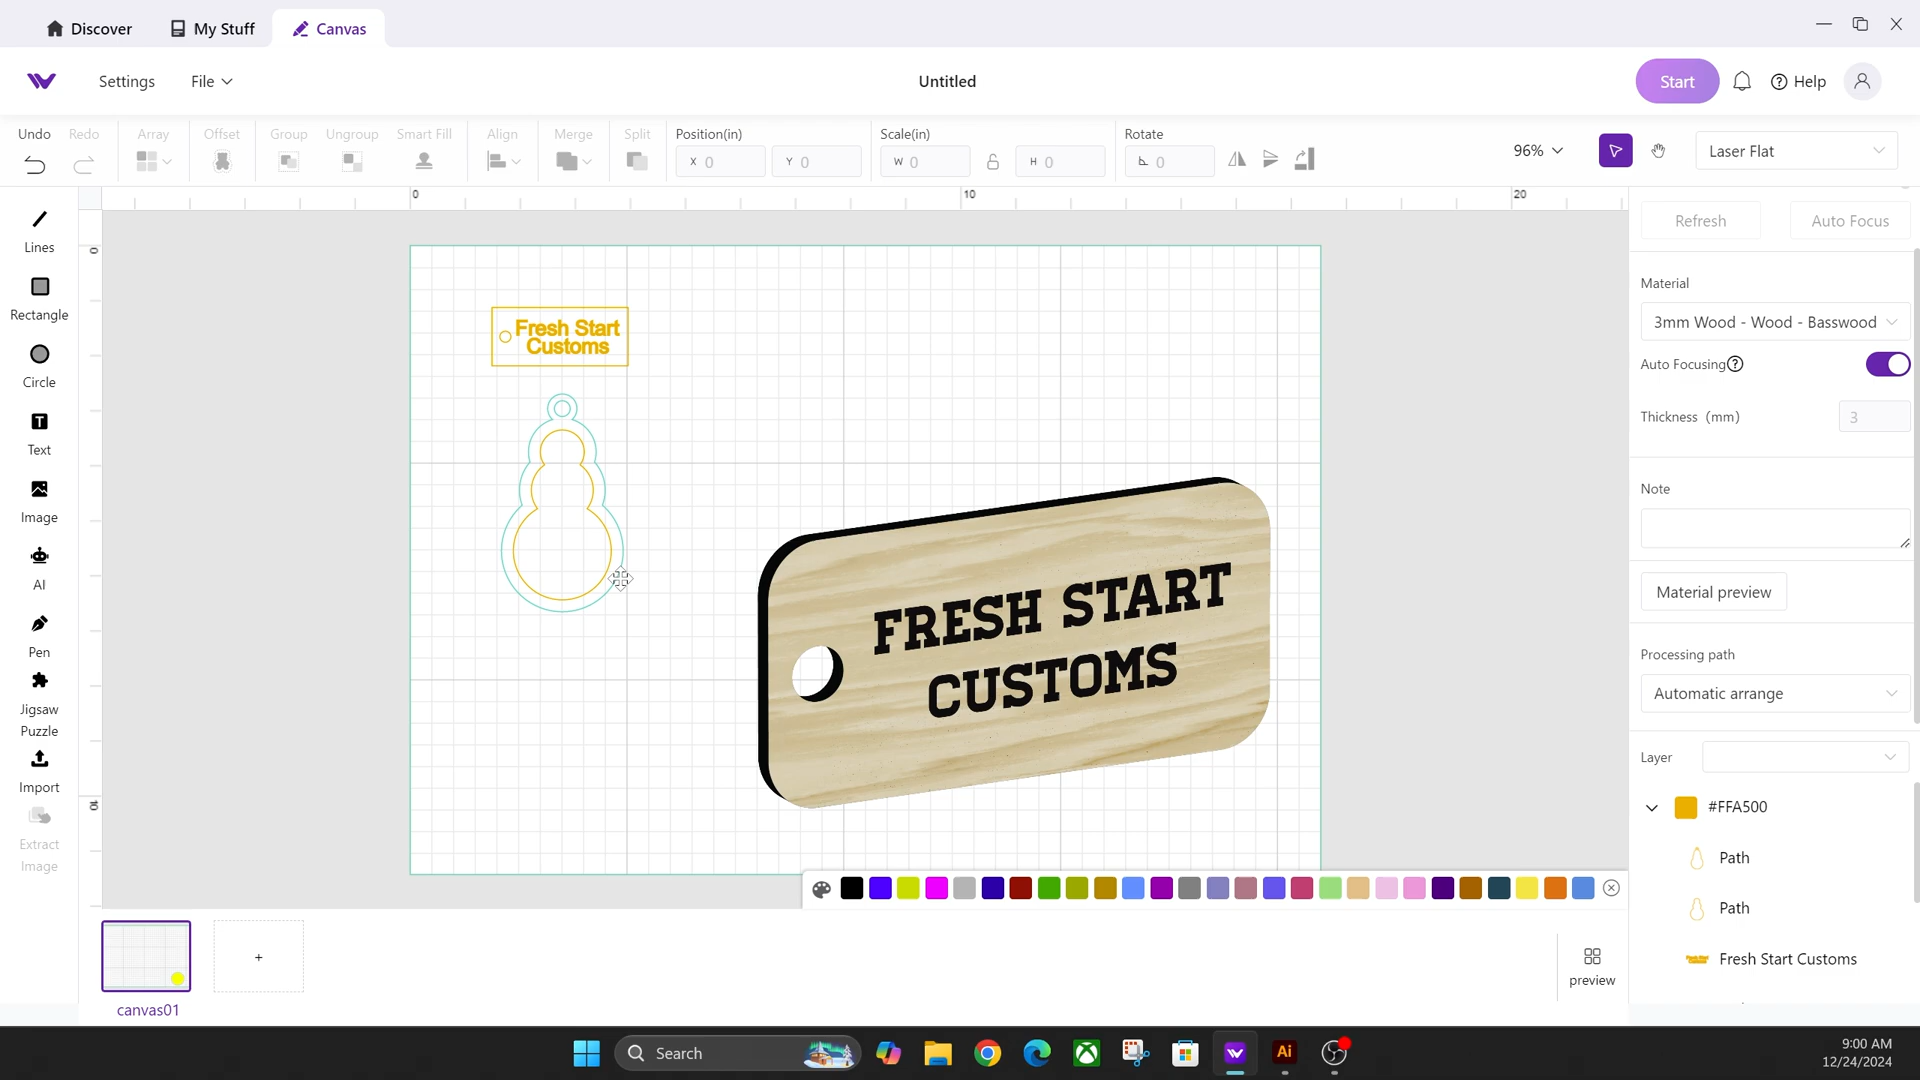 Discover
My Stuff
Canvas
Settings
File
Untitled
Start
Help
Undo
Redo
Array
Offset
Group
Ungroup
Smart Fill
Align
Merge
Split
Position(in)
X 0
Y 0
Scale(in)
W 0
H 0
Rotate
0
96%
Laser Flat
0
10
20
0
10
Lines
Rectangle
Circle
Text
Image
AI
Pen
Jigsaw
Puzzle
Import
Extract
Image
Fresh Start
Customs
FRESH START
CUSTOMS
Refresh
Auto Focus
Material
3mm Wood - Wood - Basswood
Auto Focusing
Thickness (mm)
3
Note
Material preview
Processing path
Automatic arrange
Layer
#FFA500
Path
Path
Fresh Start Customs
+
canvas01
preview
Search
Ai
9:00 AM
12/24/2024